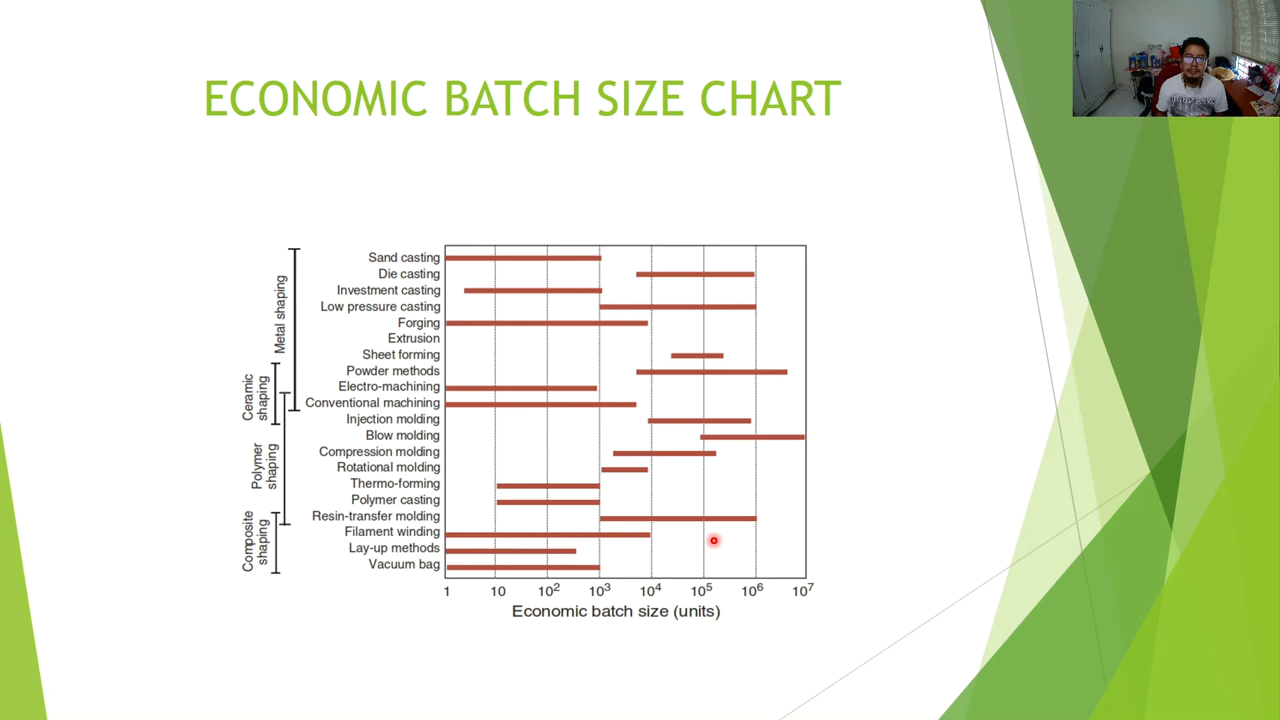 ECONOMIC BATCH SIZE CHART
Metal shaping
Ceramic
shaping
Polymer
shaping
Composite
shaping
Sand casting
Die casting
Investment casting
Low pressure casting
Forging
Extrusion
Sheet forming
Powder methods
Electro-machining
Conventional machining
Injection molding
Blow molding
Compression molding
Rotational molding
Thermo-forming
Polymer casting
Resin-transfer molding
Filament winding
Lay-up methods
Vacuum bag
1 10 10² 10³ 10⁴ 10⁵ 10⁶ 10⁷
Economic batch size (units)